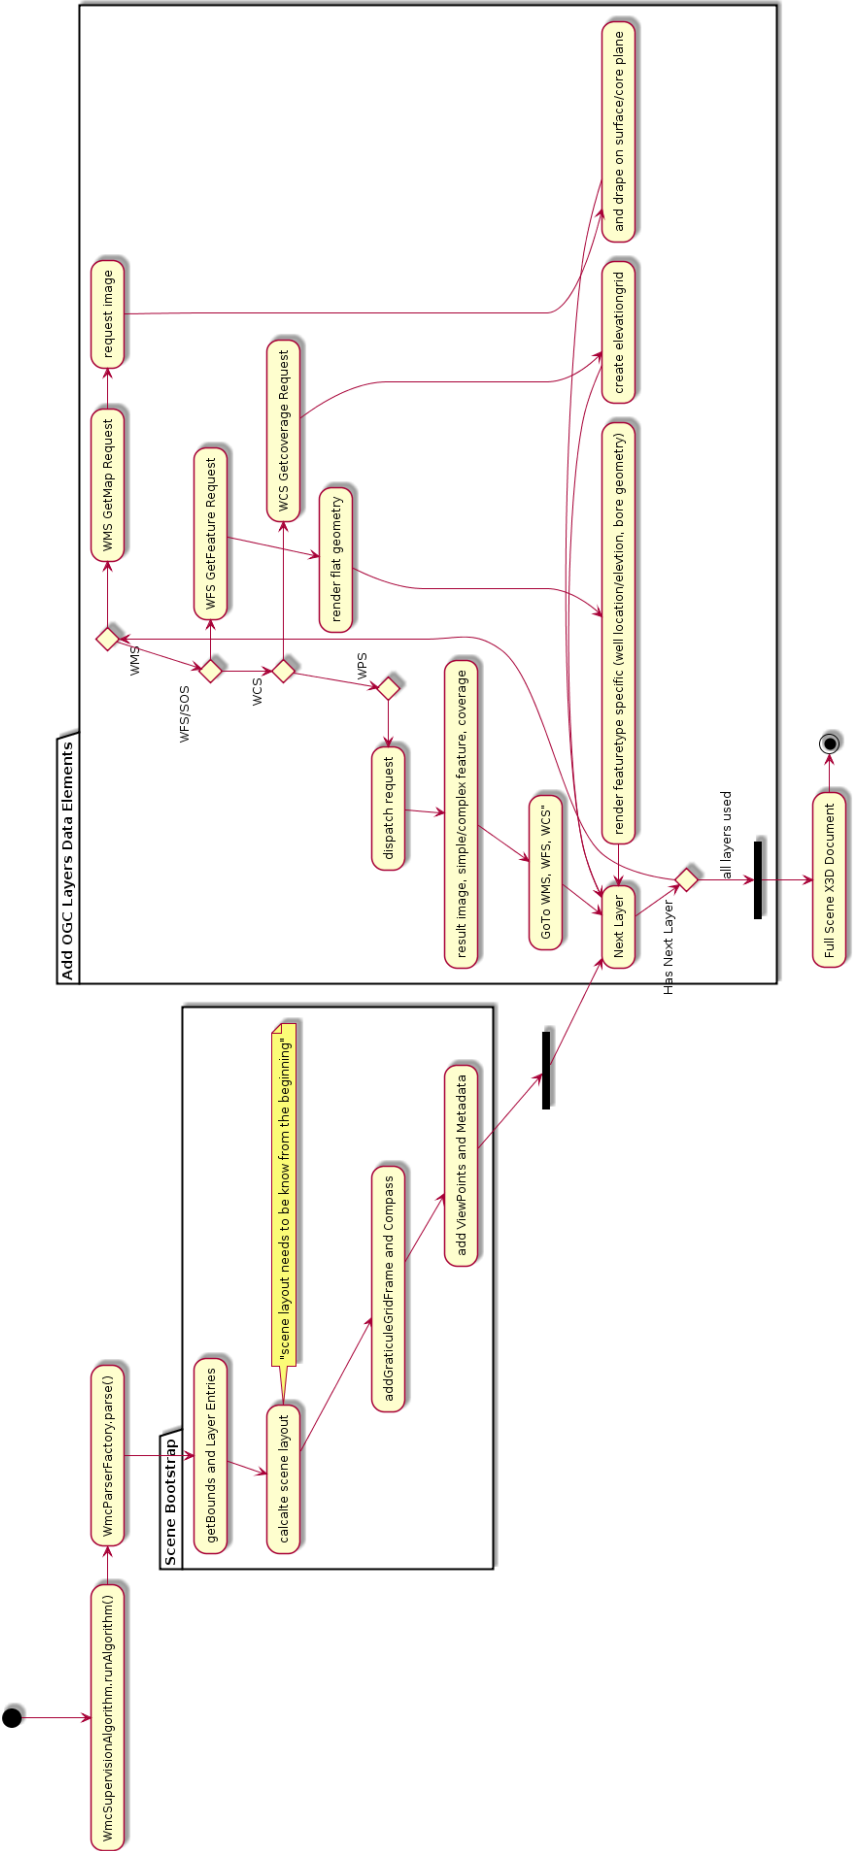 WmcSupervisionAlgorithm.runAlgorithm()
WmcParserFactory.parse()
Scene Bootstrap
getBounds and Layer Entries
calcalte scene layout
"scene layout needs to be know from the beginning"
addGraticuleGridFrame and Compass
add ViewPoints and Metadata
Add OGC Layers Data Elements
WMS GetMap Request
request image
WMS
WFS GetFeature Request
WFS/SOS
WCS Getcoverage Request
WCS
render flat geometry
WPS
dispatch request
result image, simple/complex feature, coverage
GoTo WMS, WFS, WCS"
Next Layer
render featuretype specific (well location/elevtion, bore geometry)
create elevationgrid
and drape on surface/core plane
Has Next Layer
all layers used
Full Scene X3D Document